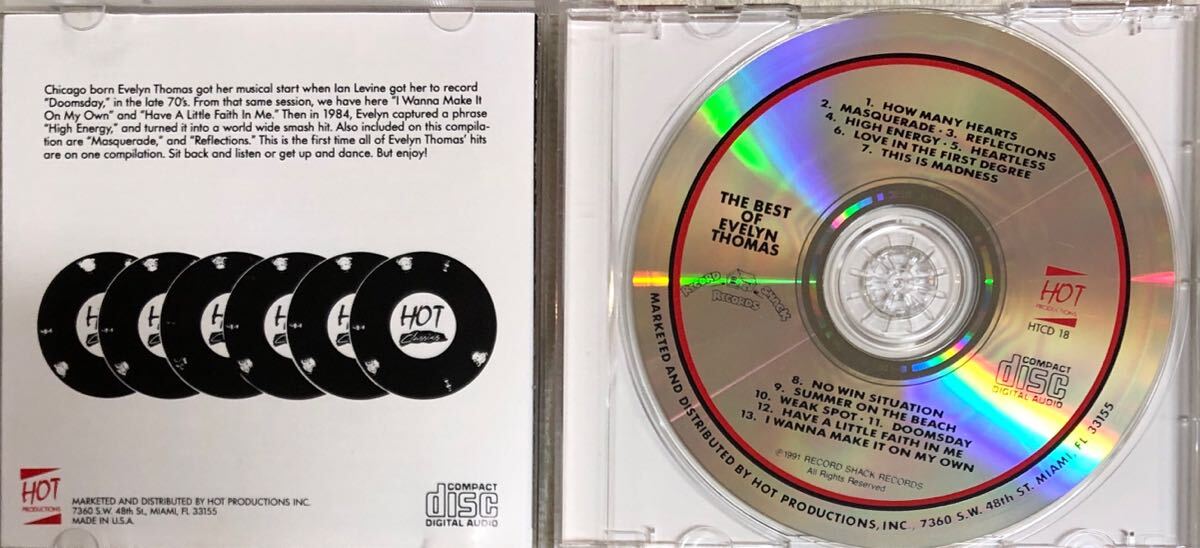 Chicago born Evelyn Thomas got her musical start when Ian Levine got her to record
"Doomsday," in the late 70's. From that same session, we have here "I Wanna Make It
On My Own" and "Have A Little Faith In Me." Then in 1984, Evelyn captured a phrase
"High Energy," and turned it into a world wide smash hit. Also included on this compila-
tion are "Masquerade," and "Reflections." This is the first time all of Evelyn Thomas' hits
are on one compilation. Sit back and listen or get up and dance. But enjoy!
HOT
Classics
HOT
PRODUCTIONS
MARKETED AND DISTRIBUTED BY HOT PRODUCTIONS INC.
7360 S.W. 48th St., MIAMI, FL 33155
MADE IN U.S.A.
COMPACT
disc
DIGITAL AUDIO
1. HOW MANY HEARTS
2. MASQUERADE · 3. REFLECTIONS
4. HIGH ENERGY · 5. HEARTLESS
6. LOVE IN THE FIRST DEGREE
7. THIS IS MADNESS
THE BEST
OF
EVELYN
THOMAS
RECORD SHACK
RECORDS
HOT
PRODUCTIONS
HTCD 18
COMPACT
disc
DIGITAL AUDIO
8. NO WIN SITUATION
9. SUMMER ON THE BEACH
10. WEAK SPOT · 11. DOOMSDAY
12. HAVE A LITTLE FAITH IN ME
13. I WANNA MAKE IT ON MY OWN
℗1991 RECORD SHACK RECORDS
All Rights Reserved
MARKETED AND DISTRIBUTED BY HOT PRODUCTIONS, INC., 7360 S.W. 48th ST. MIAMI, FL 33155